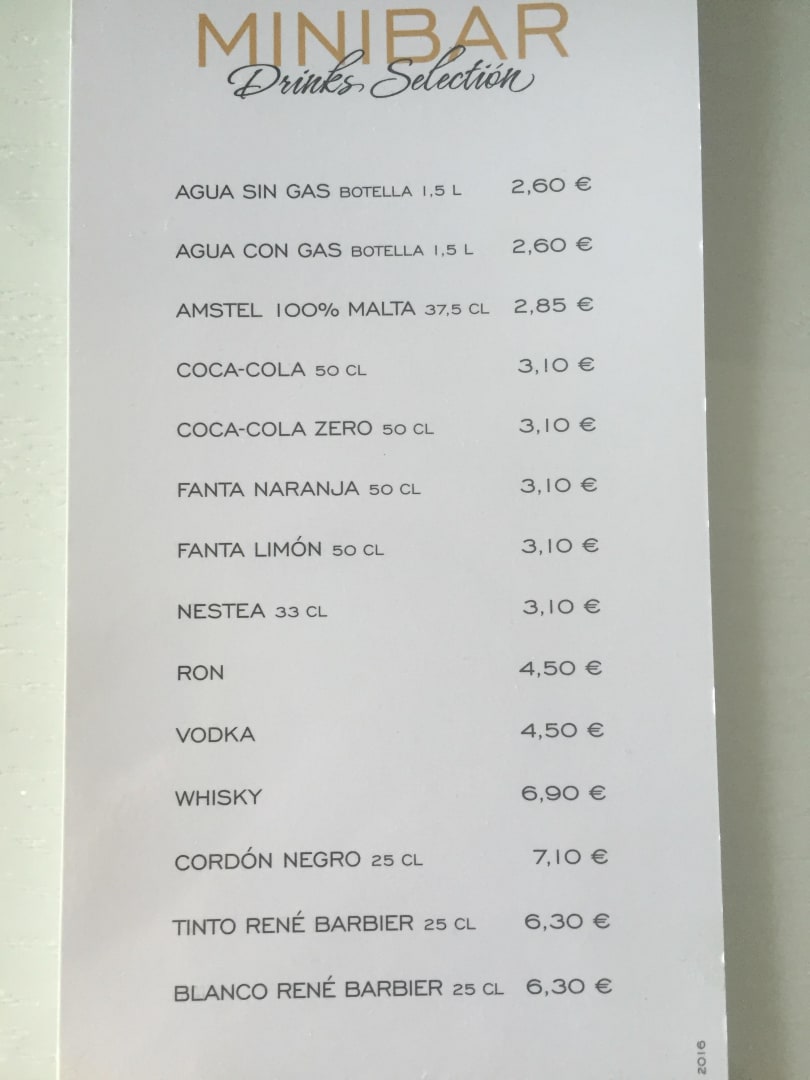 MINIBAR
Drinks Selectión
AGUA SIN GAS BOTELLA 1,5 L 2,60 €
AGUA CON GAS BOTELLA 1,5 L 2,60 €
AMSTEL 100% MALTA 37,5 CL 2,85 €
COCA-COLA 50 CL 3,10 €
COCA-COLA ZERO 50 CL 3,10 €
FANTA NARANJA 50 CL 3,10 €
FANTA LIMÓN 50 CL 3,10 €
NESTEA 33 CL 3,10 €
RON 4,50 €
VODKA 4,50 €
WHISKY 6,90 €
CORDÓN NEGRO 25 CL 7,10 €
TINTO RENÉ BARBIER 25 CL 6,30 €
BLANCO RENÉ BARBIER 25 CL 6,30 €
2016